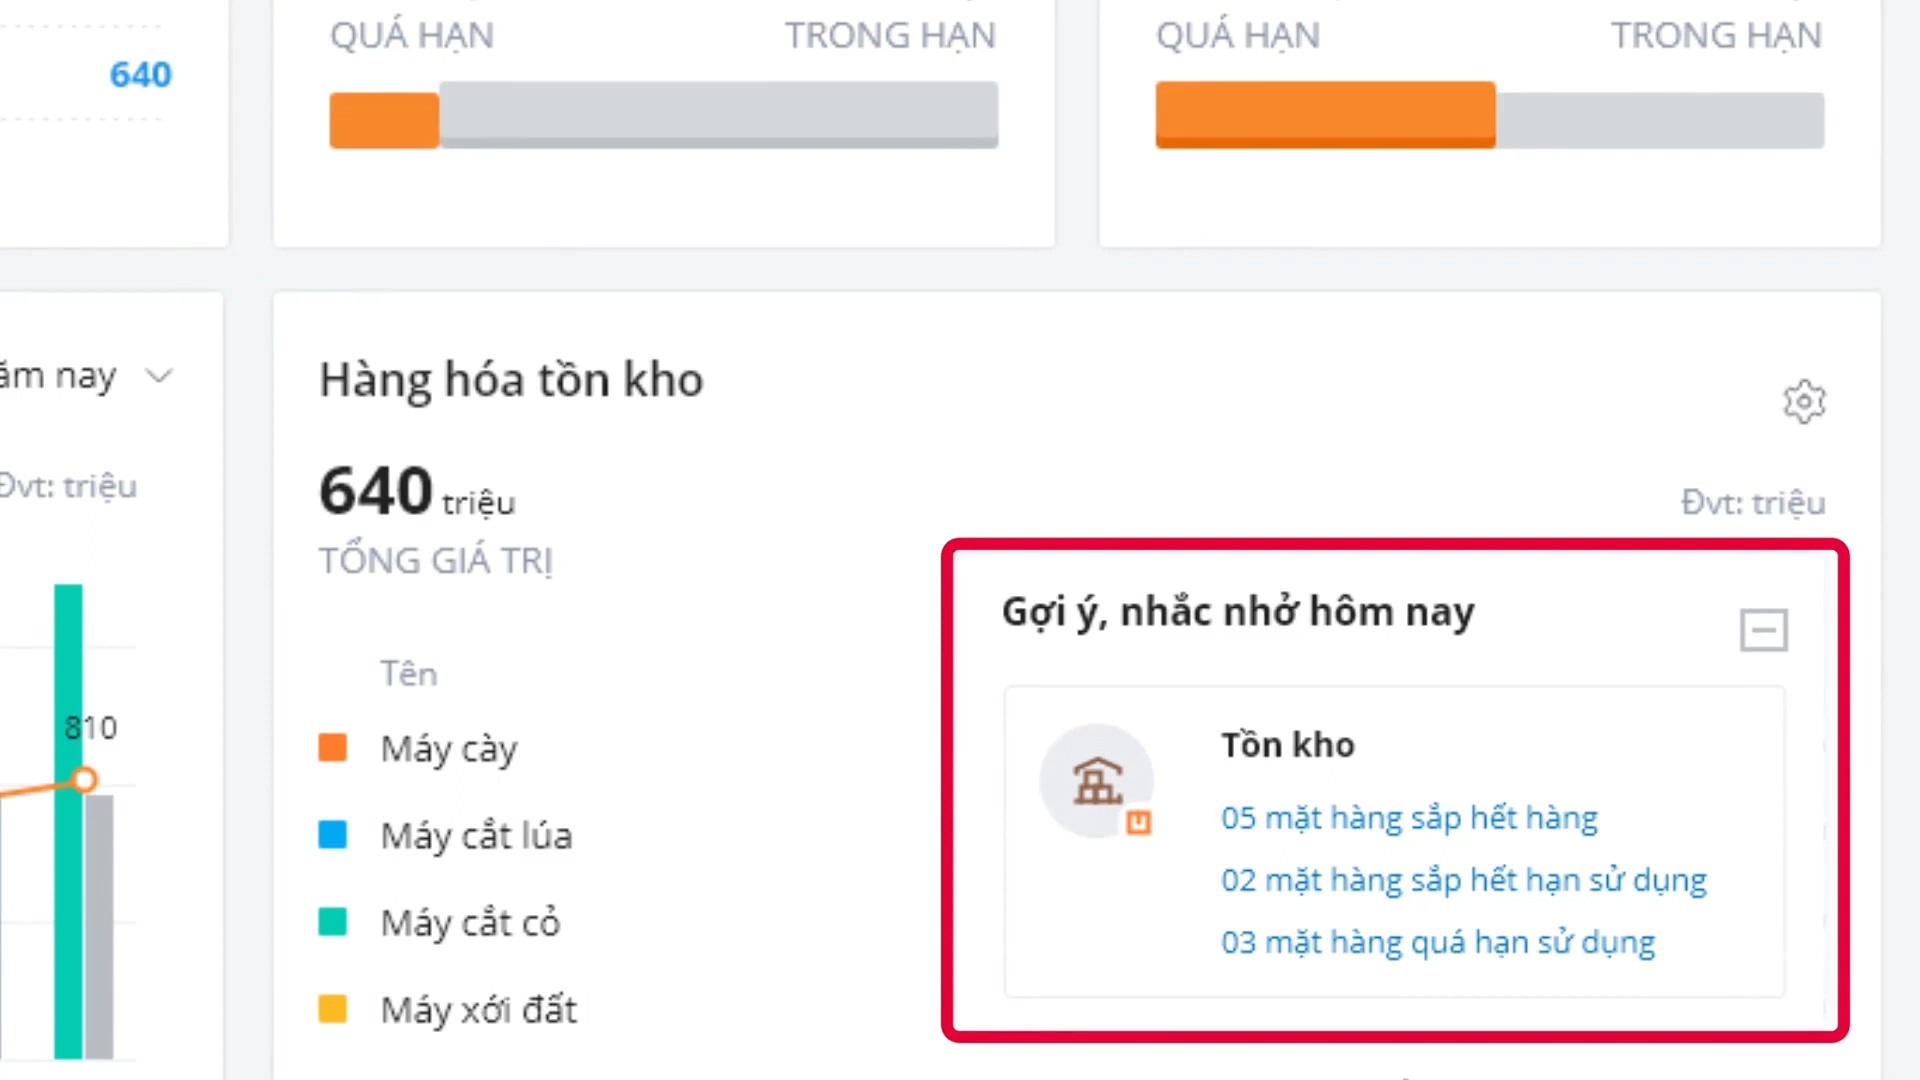 QUÁ HẠN
TRONG HẠN
QUÁ HẠN
TRONG HẠN
640
ăm nay
Đvt: triệu
810
Hàng hóa tồn kho
640 triệu
Đvt: triệu
TỔNG GIÁ TRỊ
Tên
Máy cày
Máy cắt lúa
Máy cắt cỏ
Máy xới đất
Gợi ý, nhắc nhở hôm nay
Tồn kho
05 mặt hàng sắp hết hàng
02 mặt hàng sắp hết hạn sử dụng
03 mặt hàng quá hạn sử dụng